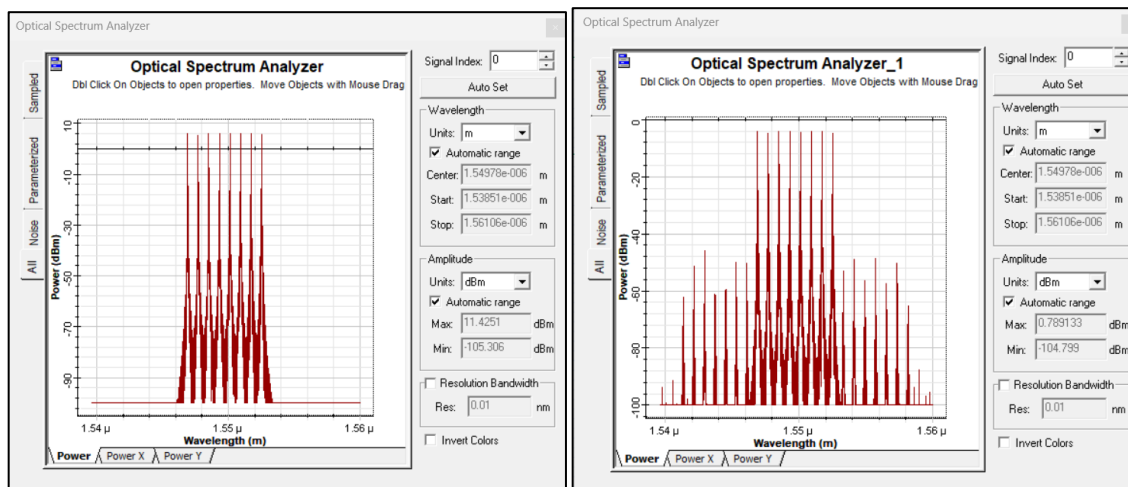 Optical Spectrum Analyzer
Optical Spectrum Analyzer
Dbl Click On Objects to open properties. Move Objects with Mouse Drag
Sampled
Parameterized
Noise
All
Power (dBm)
10
-10
-30
-50
-70
-90
1.54 µ
1.55 µ
1.56 µ
Wavelength (m)
Power
Power X
Power Y
Signal Index: 0
Auto Set
Wavelength
Units: m
Automatic range
Center: 1.54978e-006 m
Start: 1.53851e-006 m
Stop: 1.56106e-006 m
Amplitude
Units: dBm
Automatic range
Max: 11.4251 dBm
Min: -105.306 dBm
Resolution Bandwidth
Res: 0.01 nm
Invert Colors
Optical Spectrum Analyzer
Optical Spectrum Analyzer_1
Dbl Click On Objects to open properties. Move Objects with Mouse Drag
Sampled
Parameterized
Noise
All
Power (dBm)
0
-20
-40
-60
-80
-100
1.54 µ
1.55 µ
1.56 µ
Wavelength (m)
Power
Power X
Power Y
Signal Index: 0
Auto Set
Wavelength
Units: m
Automatic range
Center: 1.54978e-006 m
Start: 1.53851e-006 m
Stop: 1.56106e-006 m
Amplitude
Units: dBm
Automatic range
Max: 0.789133 dBm
Min: -104.799 dBm
Resolution Bandwidth
Res: 0.01 nm
Invert Colors